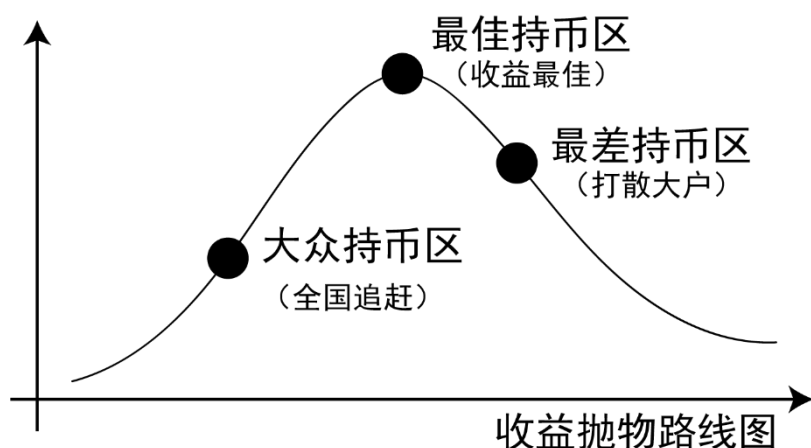 最佳持币区
（收益最佳）
最差持币区
（打散大户）
大众持币区
（全国追赶）
收益抛物路线图